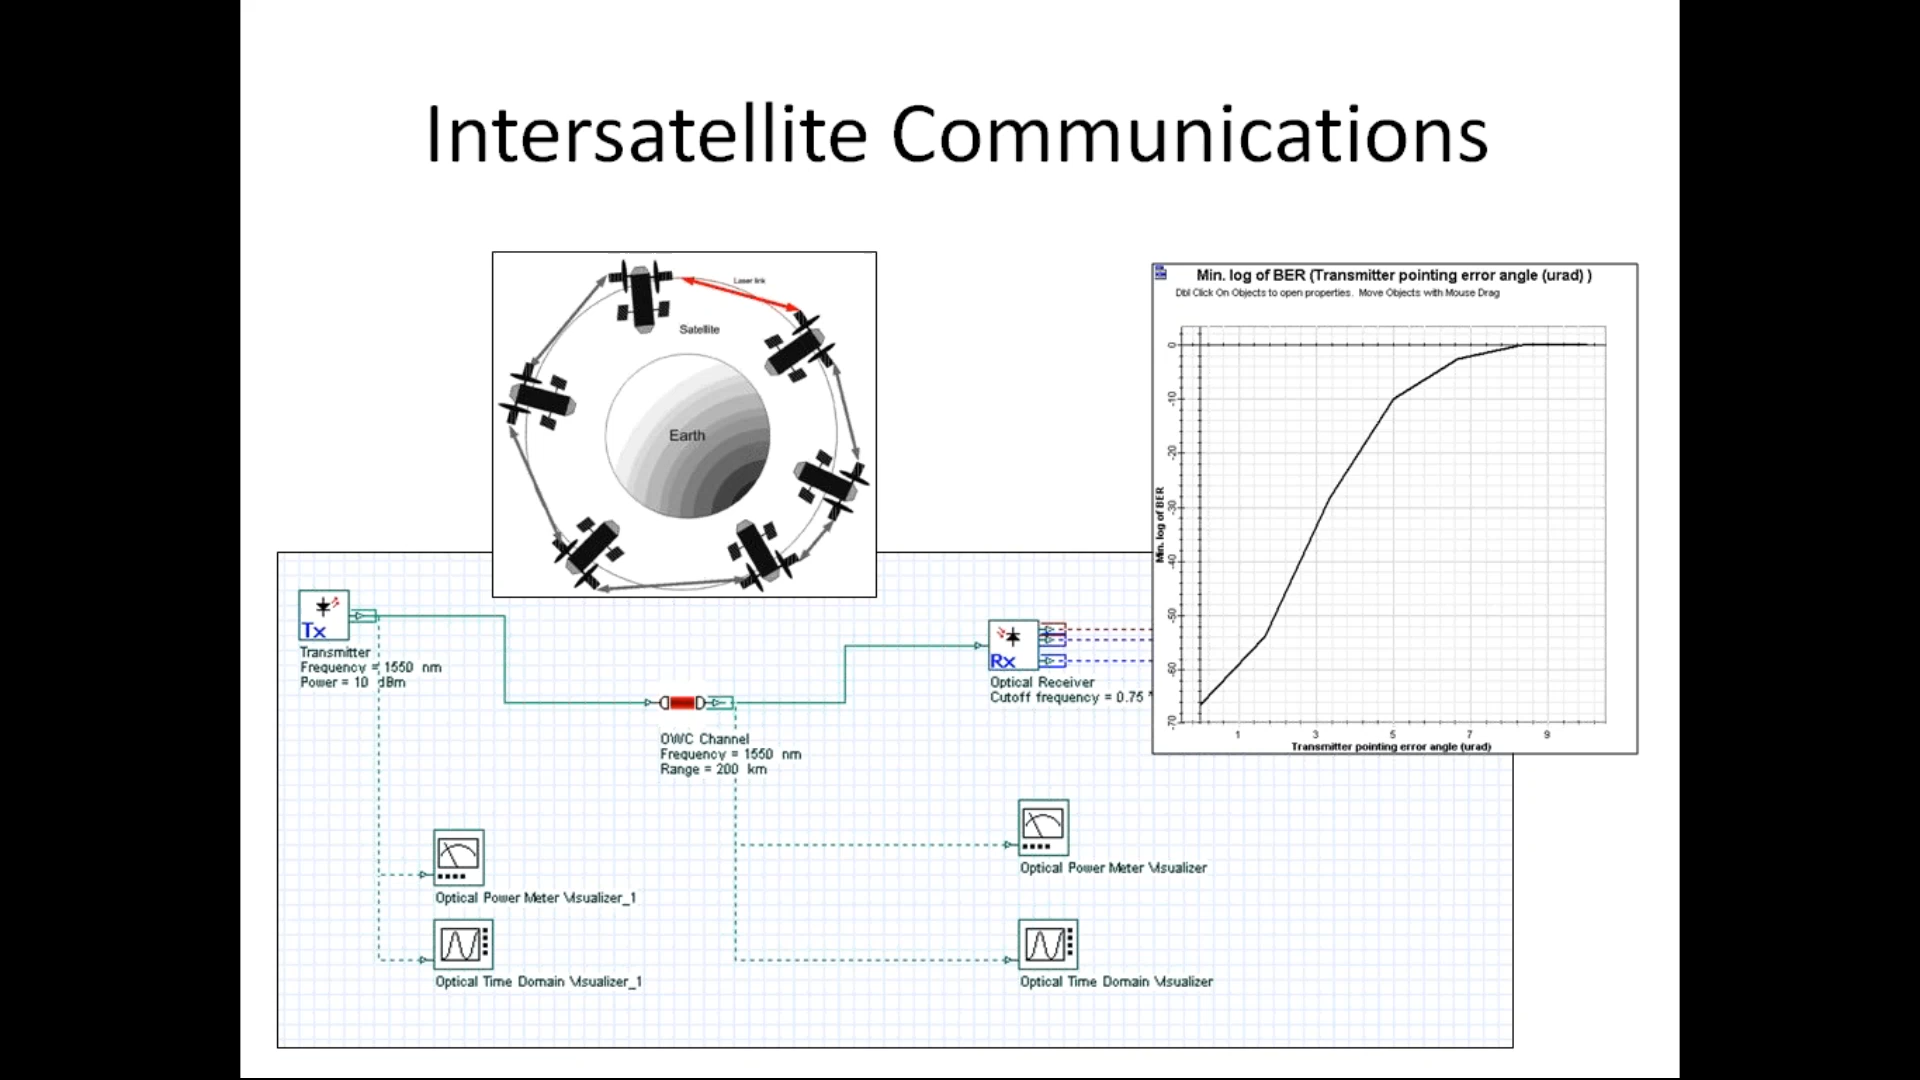 Intersatellite Communications
Laser link
Satellite
Earth
Min. log of BER (Transmitter pointing error angle (urad) )
Dbl Click On Objects to open properties. Move Objects with Mouse Drag
Min. log of BER
0
-10
-20
-30
-40
-50
-60
-70
1 3 5 7 9
Transmitter pointing error angle (urad)
Tx
Transmitter
Frequency = 1550 nm
Power = 10 dBm
OWC Channel
Frequency = 1550 nm
Range = 200 km
Rx
Optical Receiver
Cutoff frequency = 0.75 *
Optical Power Meter Visualizer_1
Optical Time Domain Visualizer_1
Optical Power Meter Visualizer
Optical Time Domain Visualizer